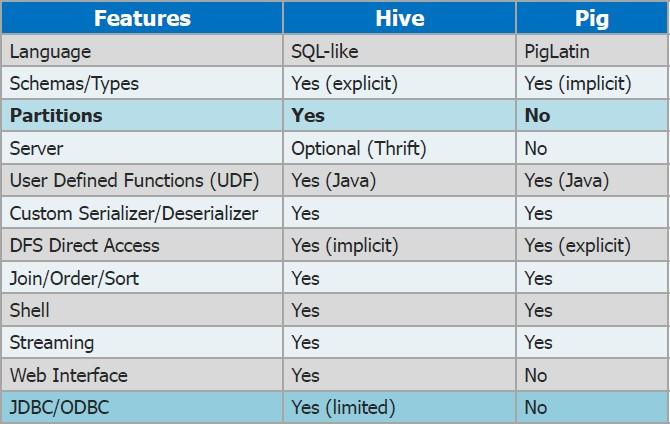 Features Hive Pig
Language SQL-like PigLatin
Schemas/Types Yes (explicit) Yes (implicit)
Partitions Yes No
Server Optional (Thrift) No
User Defined Functions (UDF) Yes (Java) Yes (Java)
Custom Serializer/Deserializer Yes Yes
DFS Direct Access Yes (implicit) Yes (explicit)
Join/Order/Sort Yes Yes
Shell Yes Yes
Streaming Yes Yes
Web Interface Yes No
JDBC/ODBC Yes (limited) No